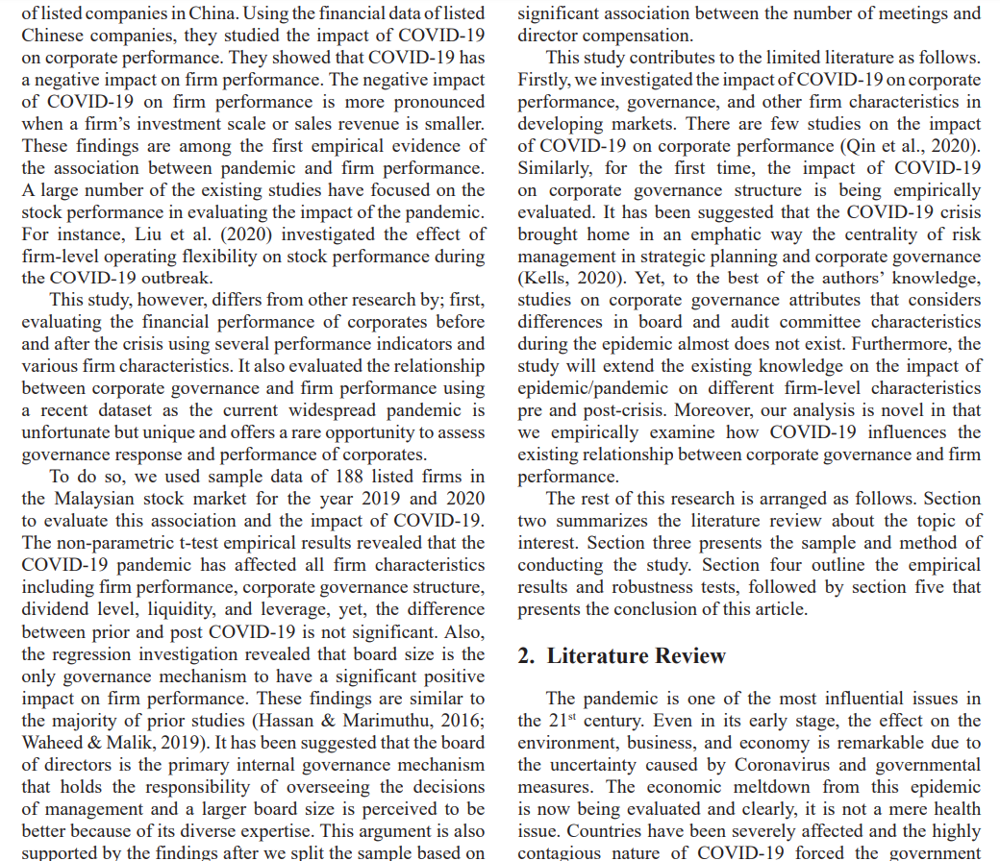 of listed companies in China. Using the financial data of listed
Chinese companies, they studied the impact of COVID-19
on corporate performance. They showed that COVID-19 has
a negative impact on firm performance. The negative impact
of COVID-19 on firm performance is more pronounced
when a firm’s investment scale or sales revenue is smaller.
These findings are among the first empirical evidence of
the association between pandemic and firm performance.
A large number of the existing studies have focused on the
stock performance in evaluating the impact of the pandemic.
For instance, Liu et al. (2020) investigated the effect of
firm-level operating flexibility on stock performance during
the COVID-19 outbreak.
This study, however, differs from other research by; first,
evaluating the financial performance of corporates before
and after the crisis using several performance indicators and
various firm characteristics. It also evaluated the relationship
between corporate governance and firm performance using
a recent dataset as the current widespread pandemic is
unfortunate but unique and offers a rare opportunity to assess
governance response and performance of corporates.
To do so, we used sample data of 188 listed firms in
the Malaysian stock market for the year 2019 and 2020
to evaluate this association and the impact of COVID-19.
The non-parametric t-test empirical results revealed that the
COVID-19 pandemic has affected all firm characteristics
including firm performance, corporate governance structure,
dividend level, liquidity, and leverage, yet, the difference
between prior and post COVID-19 is not significant. Also,
the regression investigation revealed that board size is the
only governance mechanism to have a significant positive
impact on firm performance. These findings are similar to
the majority of prior studies (Hassan & Marimuthu, 2016;
Waheed & Malik, 2019). It has been suggested that the board
of directors is the primary internal governance mechanism
that holds the responsibility of overseeing the decisions
of management and a larger board size is perceived to be
better because of its diverse expertise. This argument is also
supported by the findings after we split the sample based on
significant association between the number of meetings and
director compensation.
This study contributes to the limited literature as follows.
Firstly, we investigated the impact of COVID-19 on corporate
performance, governance, and other firm characteristics in
developing markets. There are few studies on the impact
of COVID-19 on corporate performance (Qin et al., 2020).
Similarly, for the first time, the impact of COVID-19
on corporate governance structure is being empirically
evaluated. It has been suggested that the COVID-19 crisis
brought home in an emphatic way the centrality of risk
management in strategic planning and corporate governance
(Kells, 2020). Yet, to the best of the authors’ knowledge,
studies on corporate governance attributes that considers
differences in board and audit committee characteristics
during the epidemic almost does not exist. Furthermore, the
study will extend the existing knowledge on the impact of
epidemic/pandemic on different firm-level characteristics
pre and post-crisis. Moreover, our analysis is novel in that
we empirically examine how COVID-19 influences the
existing relationship between corporate governance and firm
performance.
The rest of this research is arranged as follows. Section
two summarizes the literature review about the topic of
interest. Section three presents the sample and method of
conducting the study. Section four outline the empirical
results and robustness tests, followed by section five that
presents the conclusion of this article.
2. Literature Review
The pandemic is one of the most influential issues in
the 21st century. Even in its early stage, the effect on the
environment, business, and economy is remarkable due to
the uncertainty caused by Coronavirus and governmental
measures. The economic meltdown from this epidemic
is now being evaluated and clearly, it is not a mere health
issue. Countries have been severely affected and the highly
contagious nature of COVID-19 forced the government